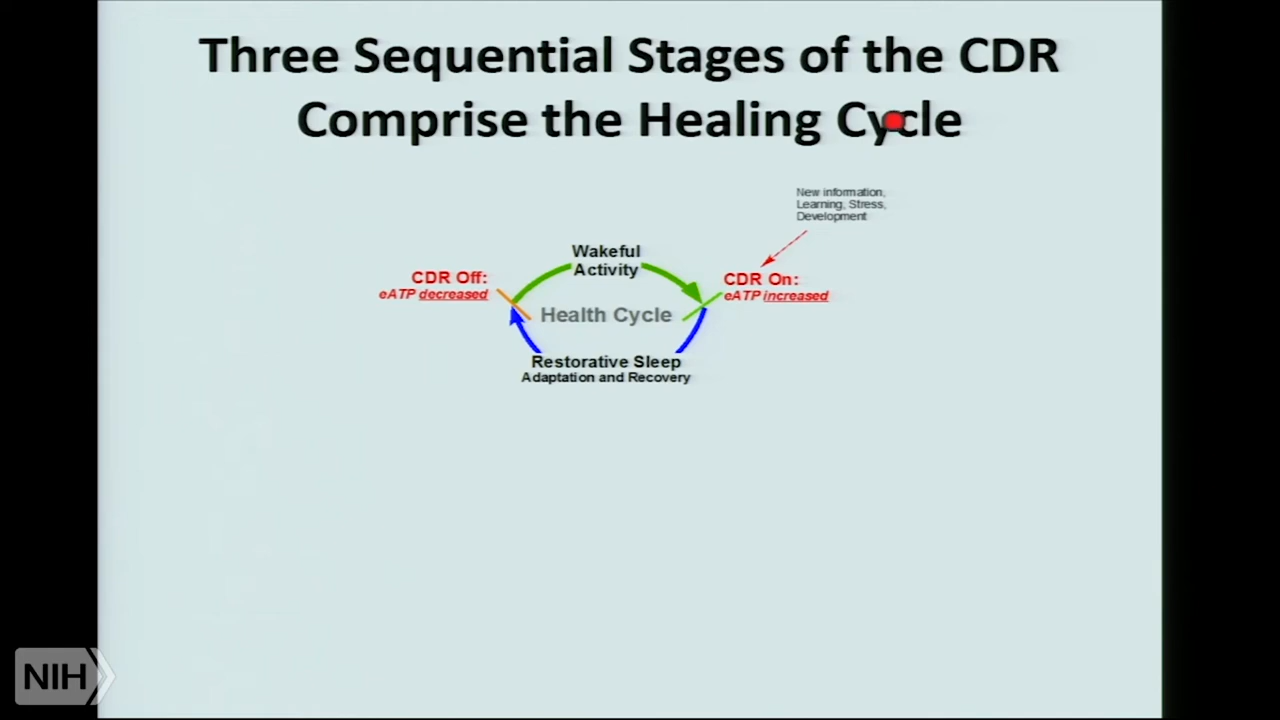 Three Sequential Stages of the CDR
Comprise the Healing Cycle
New information,
Learning, Stress,
Development
Wakeful
Activity
CDR Off:
eATP decreased
CDR On:
eATP increased
Health Cycle
Restorative Sleep
Adaptation and Recovery
NIH